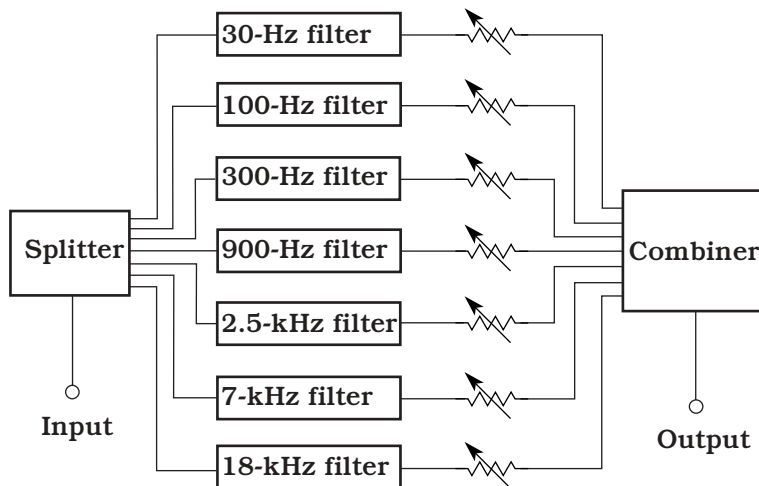 30-Hz filter
100-Hz filter
300-Hz filter
Splitter
900-Hz filter
Combiner
2.5-kHz filter
7-kHz filter
Input
Output
18-kHz filter